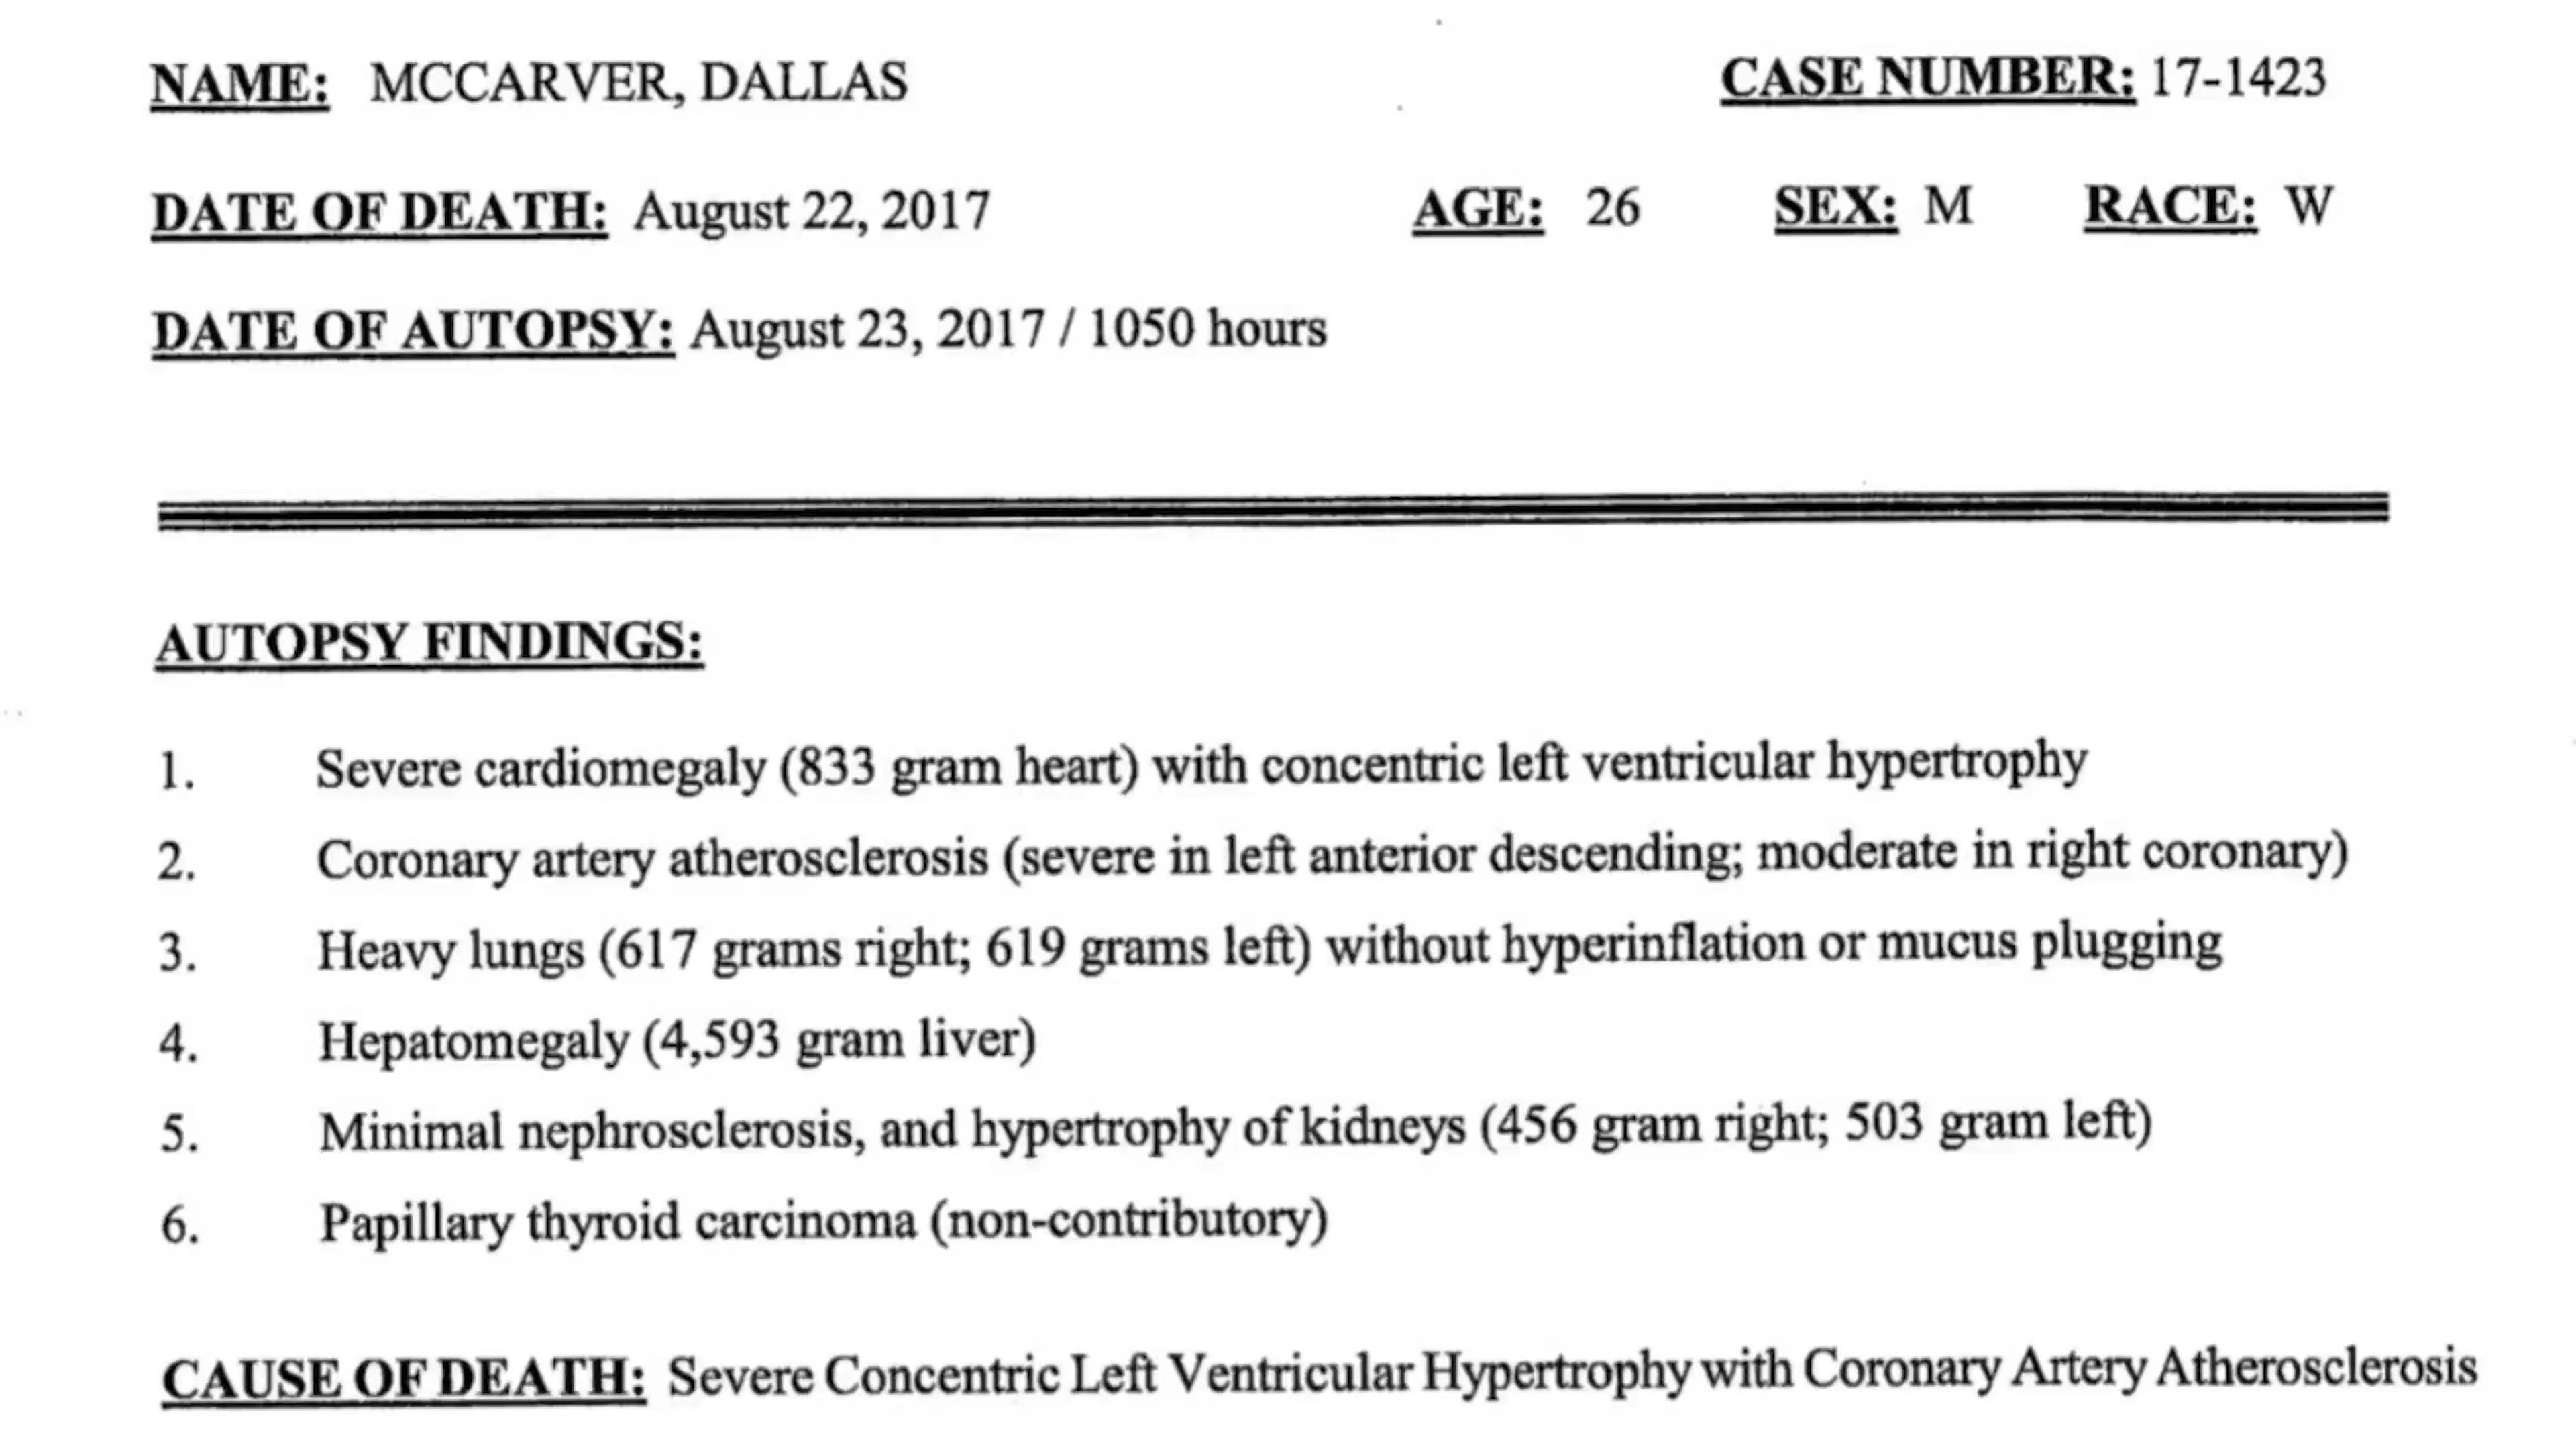 NAME: MCCARVER, DALLAS CASE NUMBER: 17-1423
DATE OF DEATH: August 22, 2017 AGE: 26 SEX: M RACE: W
DATE OF AUTOPSY: August 23, 2017 / 1050 hours
AUTOPSY FINDINGS:
1. Severe cardiomegaly (833 gram heart) with concentric left ventricular hypertrophy
2. Coronary artery atherosclerosis (severe in left anterior descending; moderate in right coronary)
3. Heavy lungs (617 grams right; 619 grams left) without hyperinflation or mucus plugging
4. Hepatomegaly (4,593 gram liver)
5. Minimal nephrosclerosis, and hypertrophy of kidneys (456 gram right; 503 gram left)
6. Papillary thyroid carcinoma (non-contributory)
CAUSE OF DEATH: Severe Concentric Left Ventricular Hypertrophy with Coronary Artery Atherosclerosis